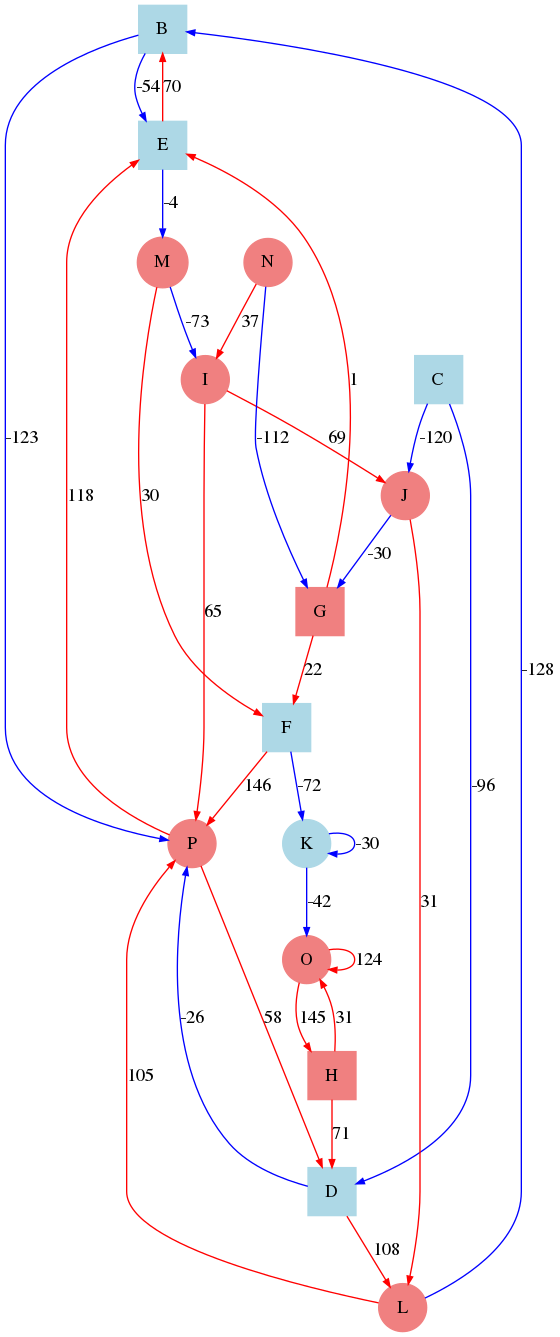 B
-54 70
E
-4
M N
-73 37
I C
1
-123 -112 69 -120
118 30 J
-30
65 G
22 -128
F
146 -72 -96
P K -30
-42 31
O 124
-26 58 145 31
105 H
71
D
108
L